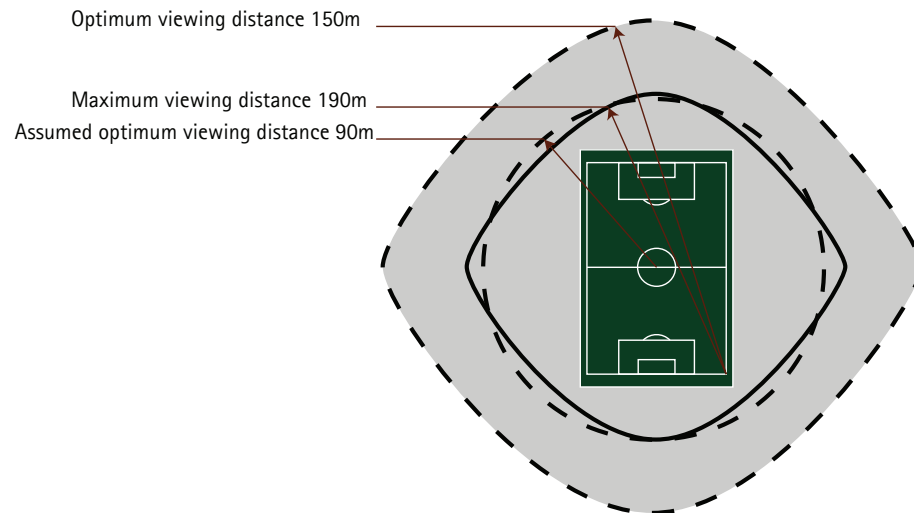 Optimum viewing distance 150m
Maximum viewing distance 190m
Assumed optimum viewing distance 90m